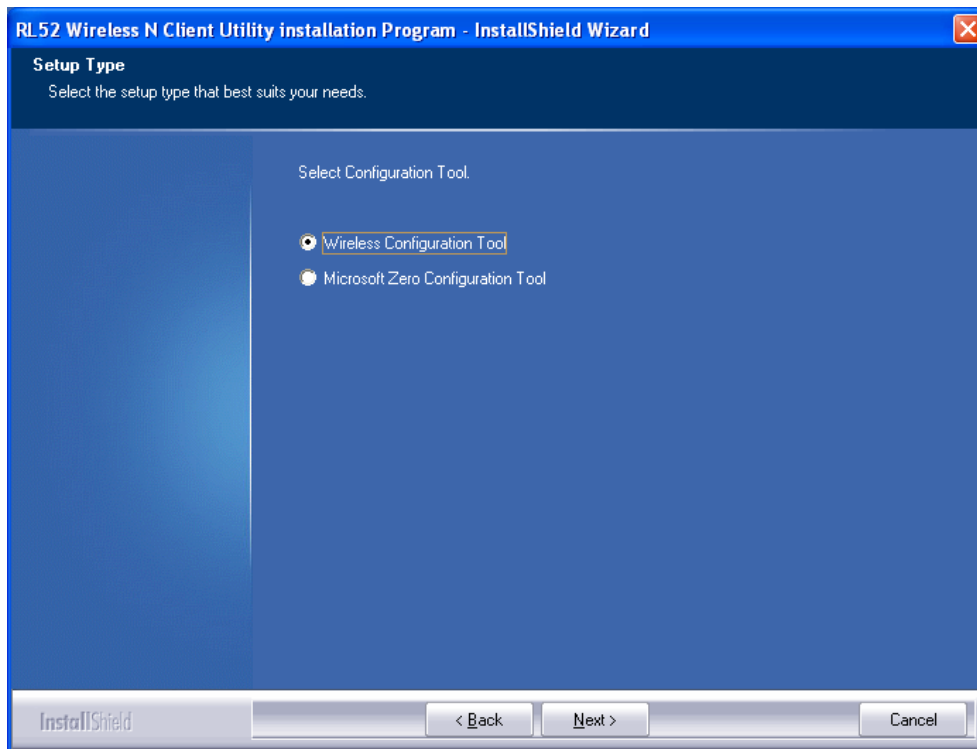 RL52 Wireless N Client Utility installation Program - InstallShield Wizard
Setup Type
Select the setup type that best suits your needs.
Select Configuration Tool.
Wireless Configuration Tool
Microsoft Zero Configuration Tool
InstallShield
< Back
Next >
Cancel